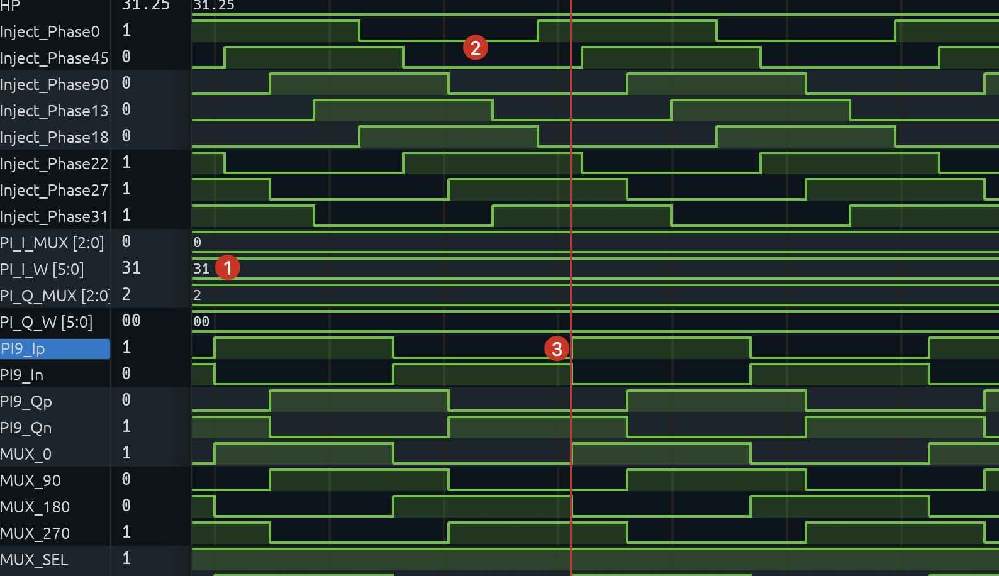 HP 31.25 31.25
Inject_Phase0 1
2
Inject_Phase45 0
Inject_Phase90 0
Inject_Phase13 0
Inject_Phase18 0
Inject_Phase22 1
Inject_Phase27 1
Inject_Phase31 1
PI_I_MUX [2:0] 0 0
PI_I_W [5:0] 31 31 1
PI_Q_MUX [2:0] 2 2
PI_Q_W [5:0] 00 00
PI9_Ip 1 3
PI9_In 0
PI9_Qp 0
PI9_Qn 1
MUX_0 1
MUX_90 0
MUX_180 0
MUX_270 1
MUX_SEL 1